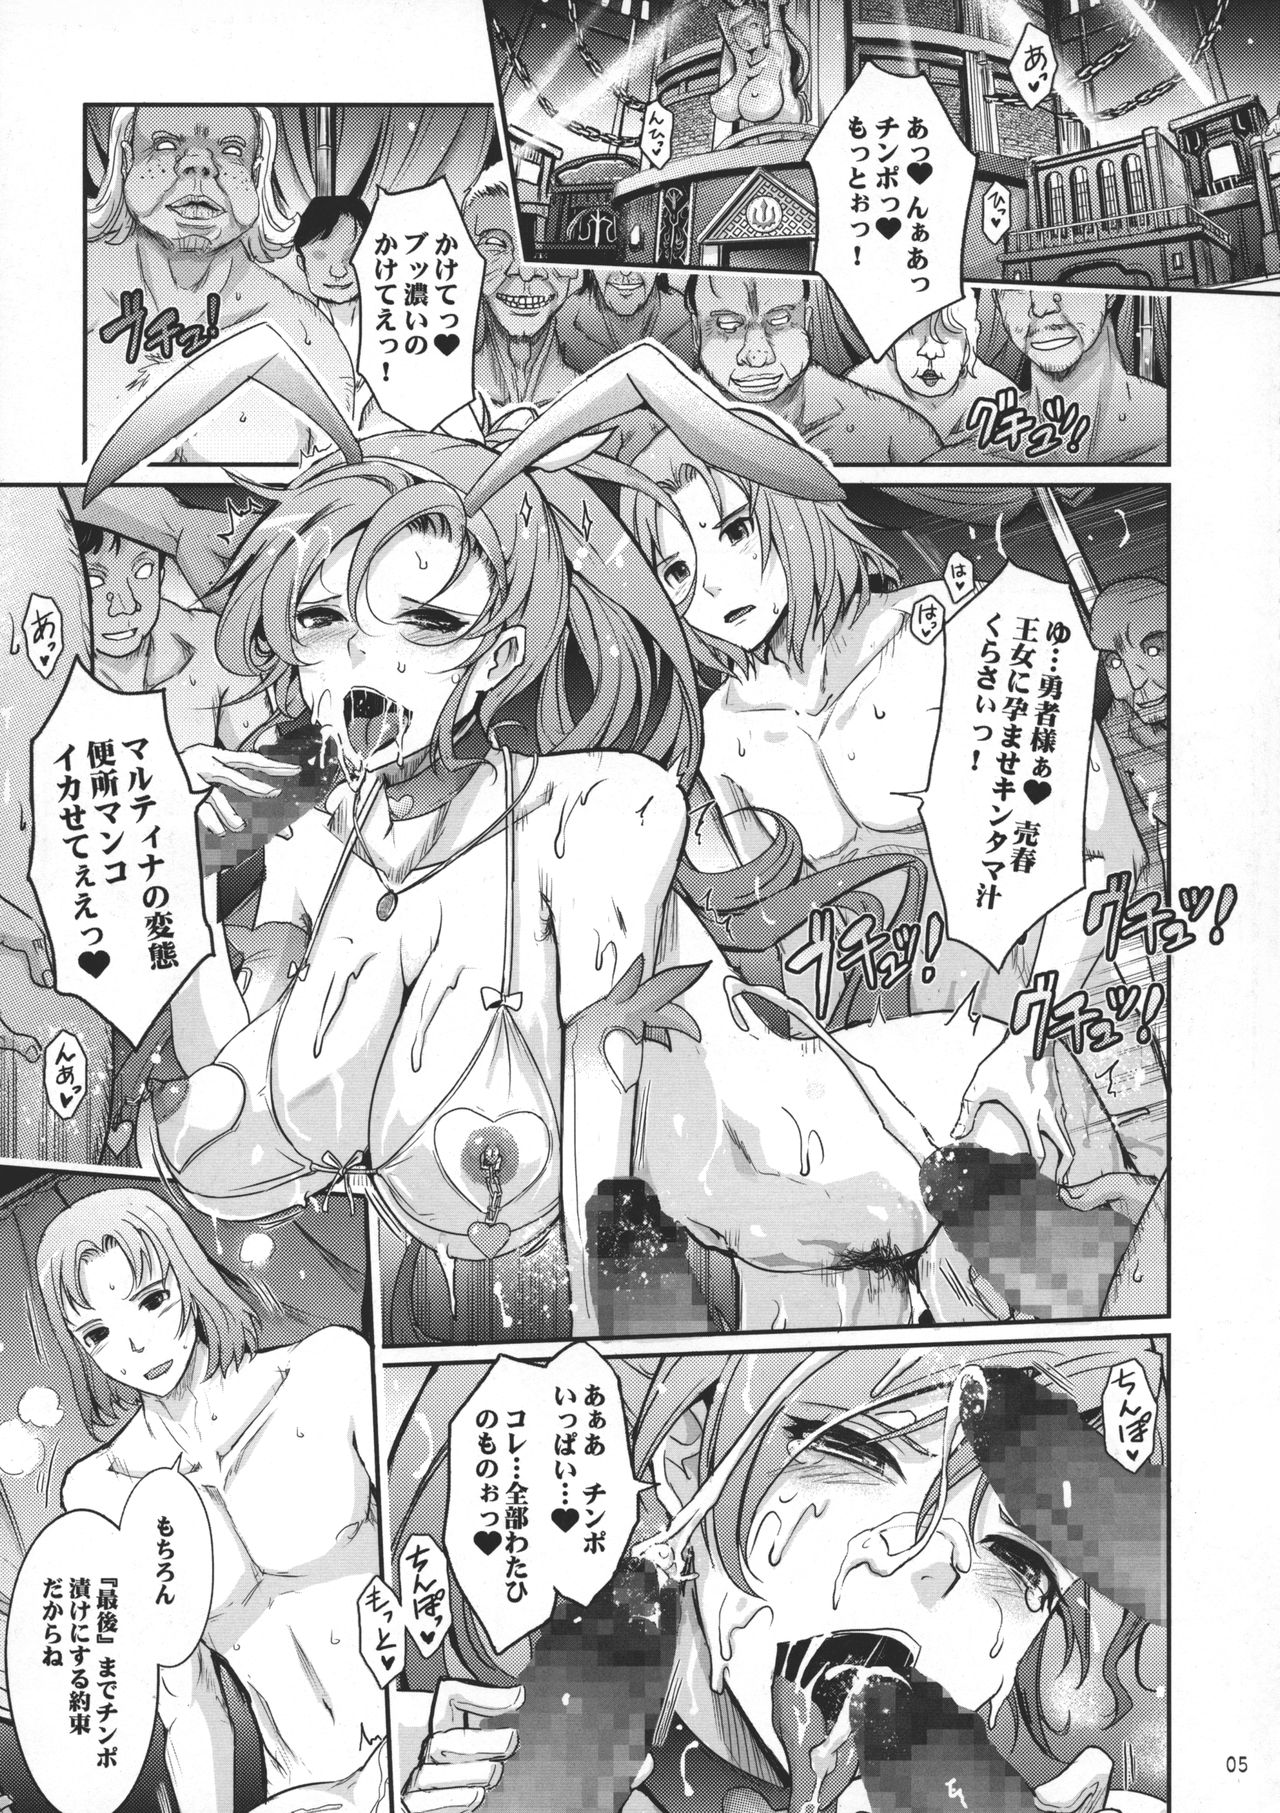 あっ♥
あっ♥んぁあっ
チンポっ♥
もっとぉっ！
んひっ♥
ひっ♥
かけてっ♥
ブッ濃いの
かけてえっ！
ブチュ！
グチュッ！
はっ♥
はっ♥
ゆ…勇者様ぁ♥売春
王女に孕ませキンタマ汁
くらさいっ！
あっ♥
マルティナの変態
便所マンコ
イカせてぇえっ♥
んあっ♥
ブチュッ！
グチュッ！
グチュッ！
ちんぽ♥
あぁあ チンポ
いっぱい…♥
コレ…全部わたひ
のものぉっ♥
ちんぽっ♥
もっと♥
もちろん
『最後』までチンポ
漬けにする約束
だからね
05